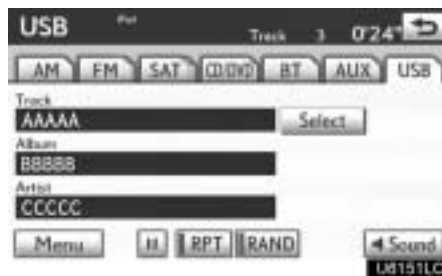 USB iPod Track 3 0'24"
AM FM SAT CD/DVD BT AUX USB
Track
AAAAA Select
Album
BBBBB
Artist
CCCCC
Menu RPT RAND Sound
U8151LC